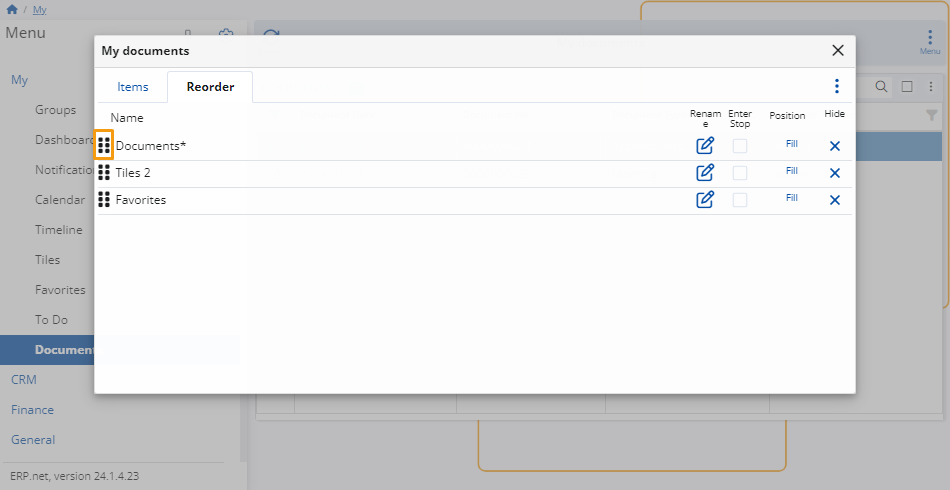 / My
Menu
Menu
My documents
Items
Reorder
Name
Renam
e
Enter
Stop
Position
Hide
Documents*
Fill
Tiles 2
Fill
Favorites
Fill
My
Groups
Dashboard
Notification
Calendar
Timeline
Tiles
Favorites
To Do
Document
CRM
Finance
General
ERP.net, version 24.1.4.23